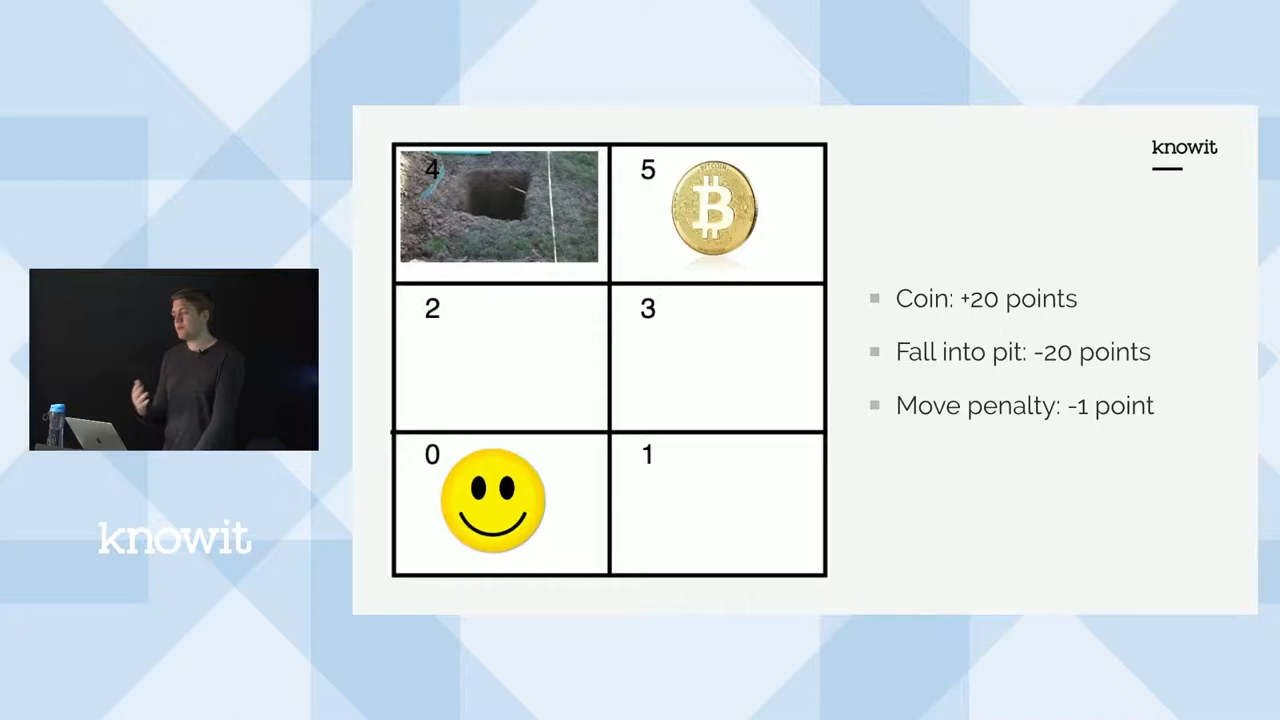 knowit
4
5
BITCOIN
B
2
3
0
1
Coin: +20 points
Fall into pit: -20 points
Move penalty: -1 point
knowit